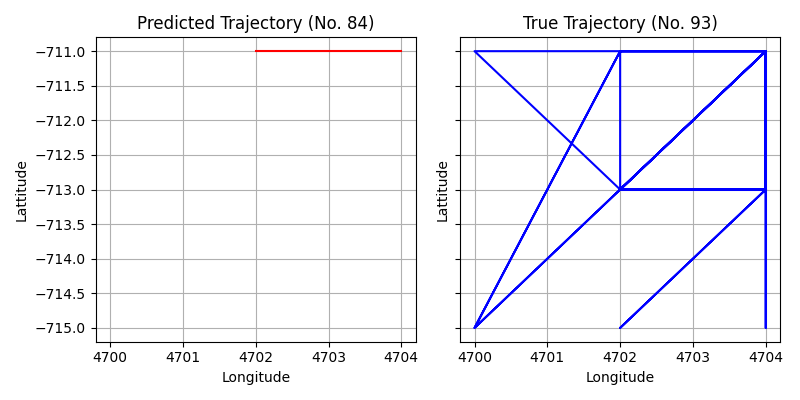 Predicted Trajectory (No. 84)
True Trajectory (No. 93)
−711.0
−711.5
−712.0
−712.5
−713.0
−713.5
−714.0
−714.5
−715.0
Lattitude
Lattitude
4700 4701 4702 4703 4704
4700 4701 4702 4703 4704
Longitude
Longitude